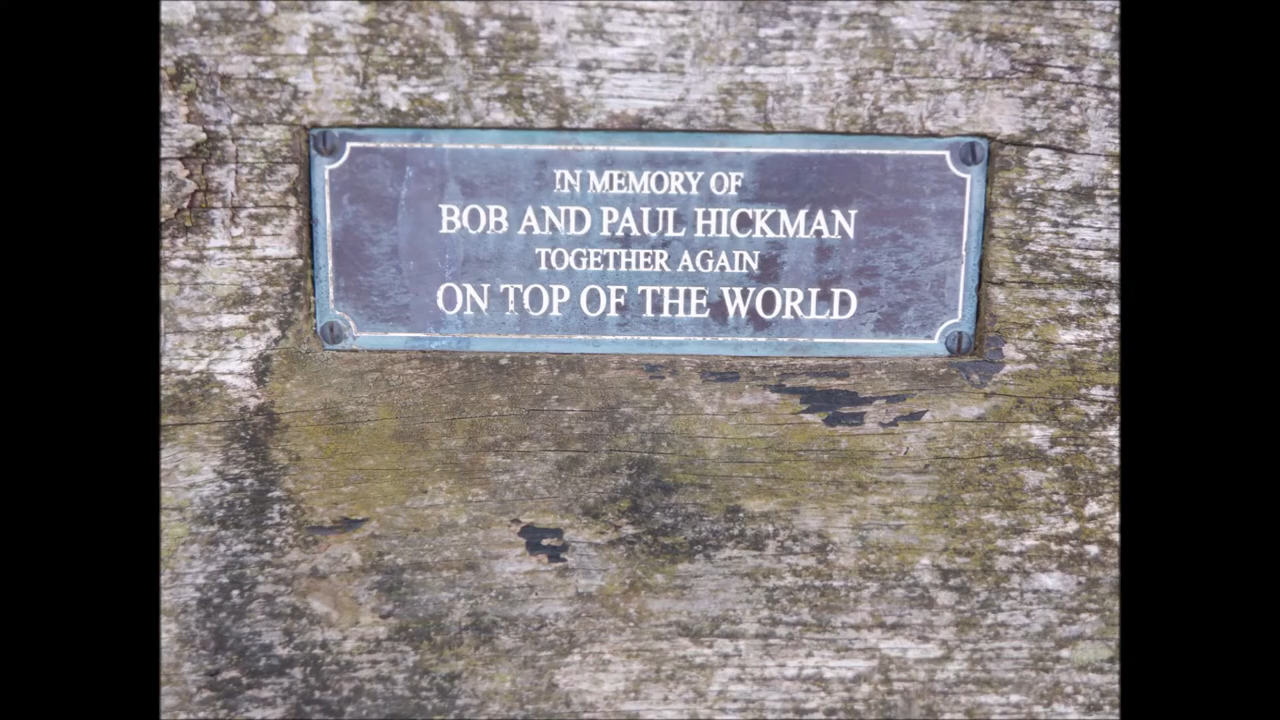 IN MEMORY OF
BOB AND PAUL HICKMAN
TOGETHER AGAIN
ON TOP OF THE WORLD